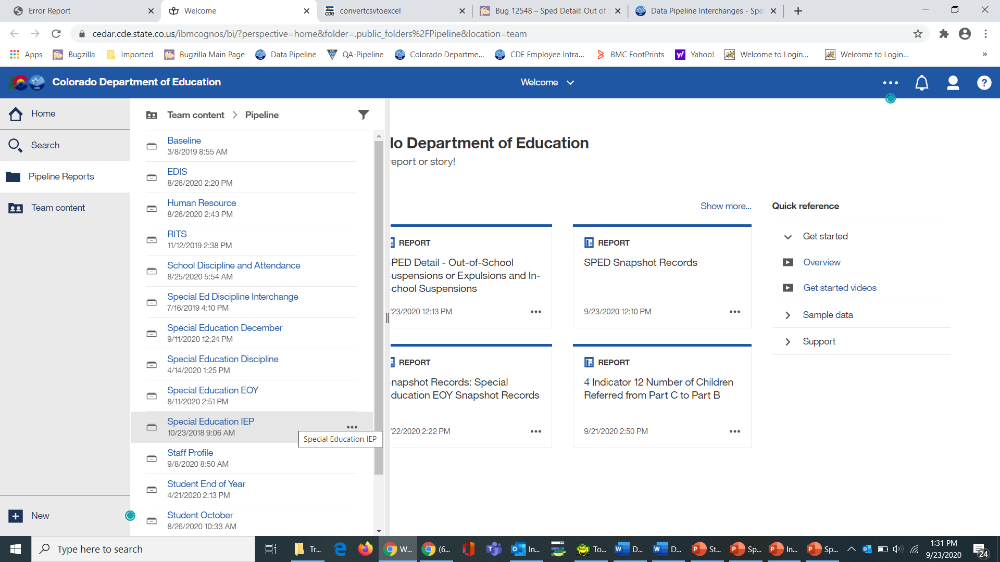 Error Report
Welcome
convertcsvtoexcel
Bug 12548 – Sped Detail: Out of
Data Pipeline Interchanges - Spe
cedar.cde.state.co.us/ibmcognos/bi/?perspective=home&folder=.public_folders%2FPipeline&location=team
Apps
Bugzilla
Imported
Bugzilla Main Page
Data Pipeline
QA-Pipeline
Colorado Departme...
CDE Employee Intra...
BMC FootPrints
Yahoo!
Welcome to Login...
Welcome to Login...
»
Colorado Department of Education
Welcome
Home
Search
Pipeline Reports
Team content
New
Team content > Pipeline
Baseline
3/8/2019 8:55 AM
EDIS
8/26/2020 2:20 PM
Human Resource
8/26/2020 2:43 PM
RITS
11/12/2019 2:38 PM
School Discipline and Attendance
8/25/2020 5:54 AM
Special Ed Discipline Interchange
7/16/2019 4:10 PM
Special Education December
9/11/2020 12:24 PM
Special Education Discipline
4/14/2020 1:25 PM
Special Education EOY
8/11/2020 2:51 PM
Special Education IEP
10/23/2018 9:06 AM
Special Education IEP
Staff Profile
9/8/2020 8:50 AM
Student End of Year
4/21/2020 2:13 PM
Student October
8/26/2020 10:33 AM
do Department of Education
report or story!
Show more...
REPORT
SPED Detail - Out-of-School
uspensions or Expulsions and In-
chool Suspensions
/23/2020 12:13 PM
REPORT
SPED Snapshot Records
9/23/2020 12:10 PM
REPORT
napshot Records: Special
ducation EOY Snapshot Records
/22/2020 2:22 PM
REPORT
4 Indicator 12 Number of Children
Referred from Part C to Part B
9/21/2020 2:50 PM
Quick reference
Get started
Overview
Get started videos
Sample data
Support
Type here to search
Tr...
W...
(6...
In...
To...
D...
D...
St...
Sp...
In...
Sp...
1:31 PM
9/23/2020
24